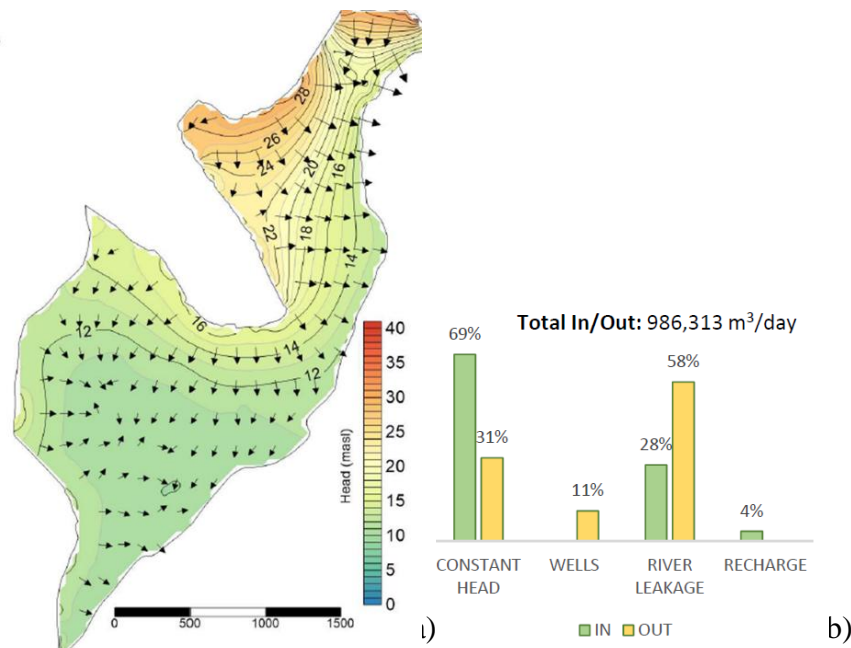 28
26
24
20
16
18
22
14
16
12
14
12
40
35
30
25
20
15
10
5
0
Head (masl)
0 500 1000 1500
a)
Total In/Out: 986,313 m³/day
69%
31%
11%
28%
58%
4%
CONSTANT HEAD
WELLS
RIVER LEAKAGE
RECHARGE
IN OUT
b)